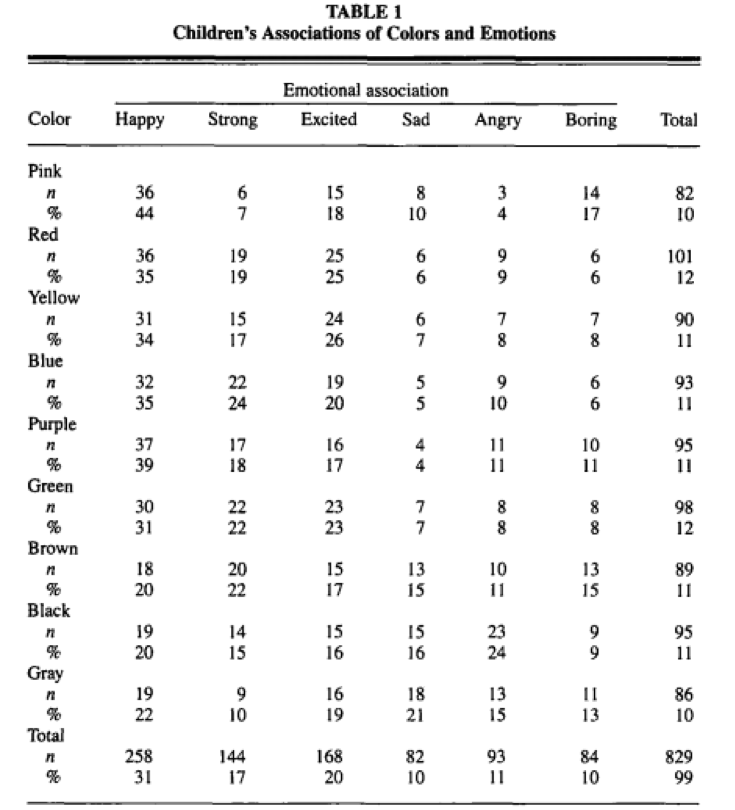 TABLE 1
Children's Associations of Colors and Emotions
Emotional association
Color Happy Strong Excited Sad Angry Boring Total
Pink
n 36 6 15 8 3 14 82
% 44 7 18 10 4 17 10
Red
n 36 19 25 6 9 6 101
% 35 19 25 6 9 6 12
Yellow
n 31 15 24 6 7 7 90
% 34 17 26 7 8 8 11
Blue
n 32 22 19 5 9 6 93
% 35 24 20 5 10 6 11
Purple
n 37 17 16 4 11 10 95
% 39 18 17 4 11 11 11
Green
n 30 22 23 7 8 8 98
% 31 22 23 7 8 8 12
Brown
n 18 20 15 13 10 13 89
% 20 22 17 15 11 15 11
Black
n 19 14 15 15 23 9 95
% 20 15 16 16 24 9 11
Gray
n 19 9 16 18 13 11 86
% 22 10 19 21 15 13 10
Total
n 258 144 168 82 93 84 829
% 31 17 20 10 11 10 99